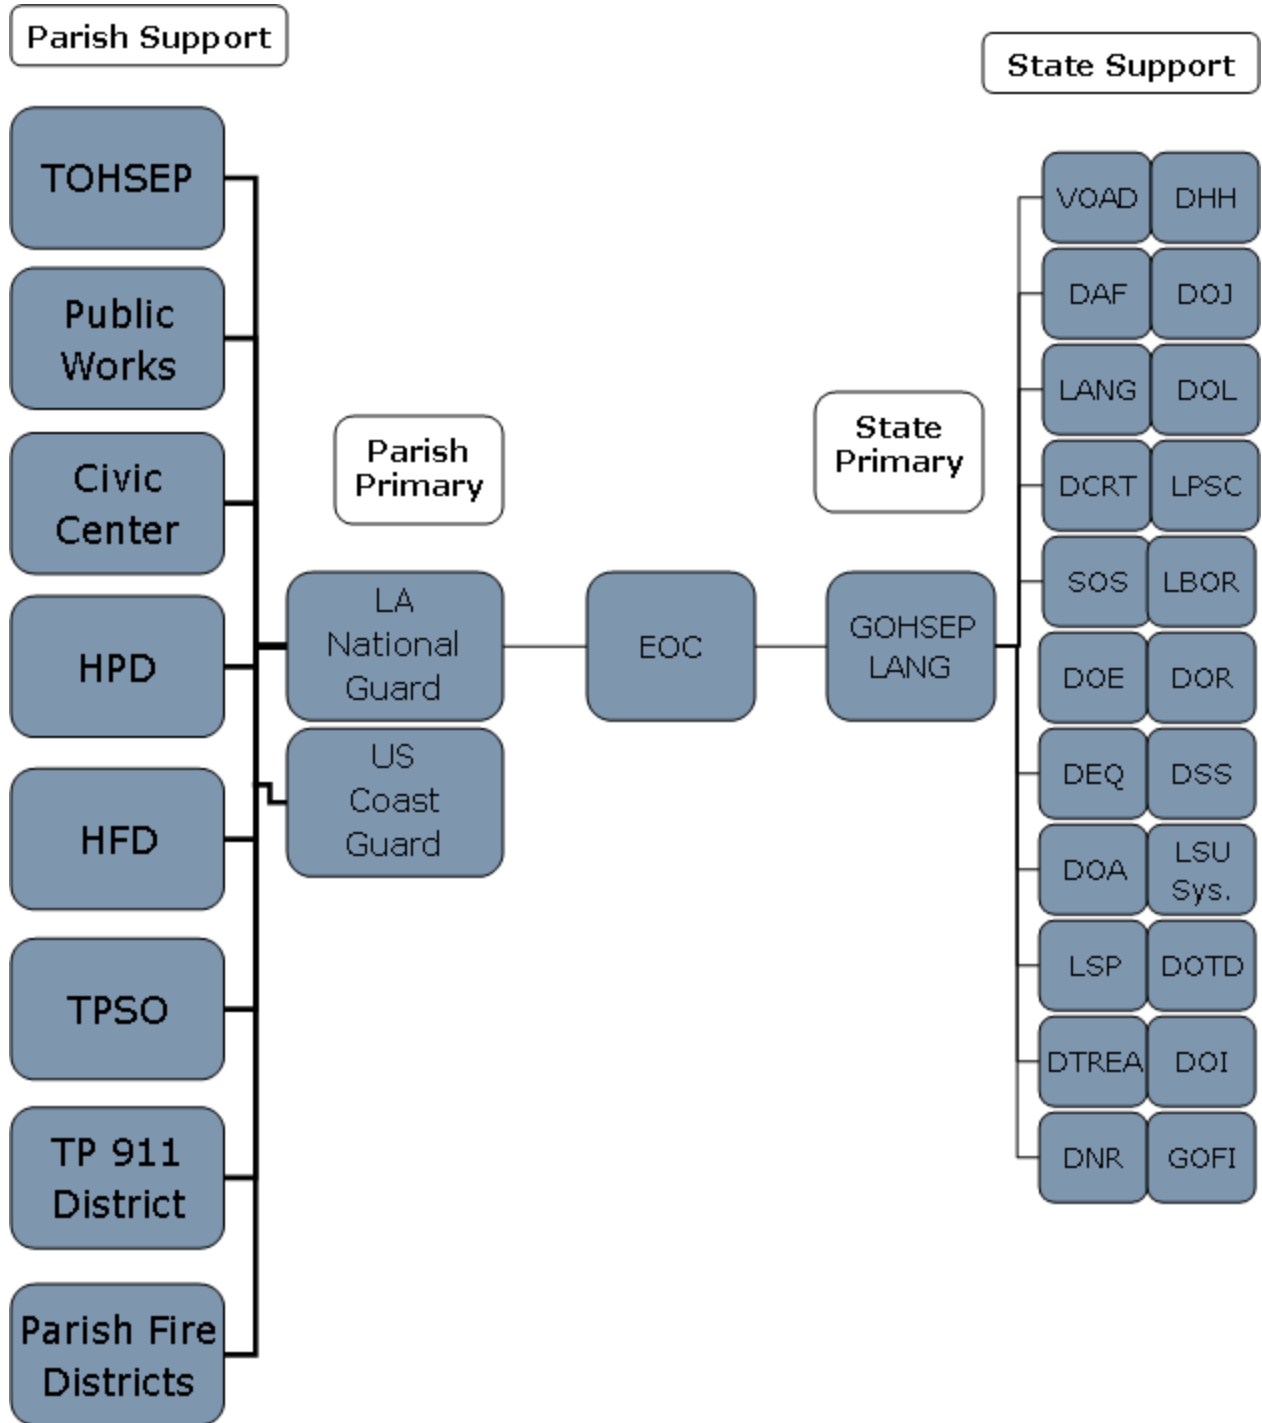 Parish Support
TOHSEP
Public
Works
Civic
Center
HPD
HFD
TPSO
TP 911
District
Parish Fire
Districts
Parish
Primary
LA
National
Guard
US
Coast
Guard
EOC
State
Primary
GOHSEP
LANG
State Support
VOAD
DHH
DAF
DOJ
LANG
DOL
DCRT
LPSC
SOS
LBOR
DOE
DOR
DEQ
DSS
DOA
LSU
Sys.
LSP
DOTD
DTREA
DOI
DNR
GOFI